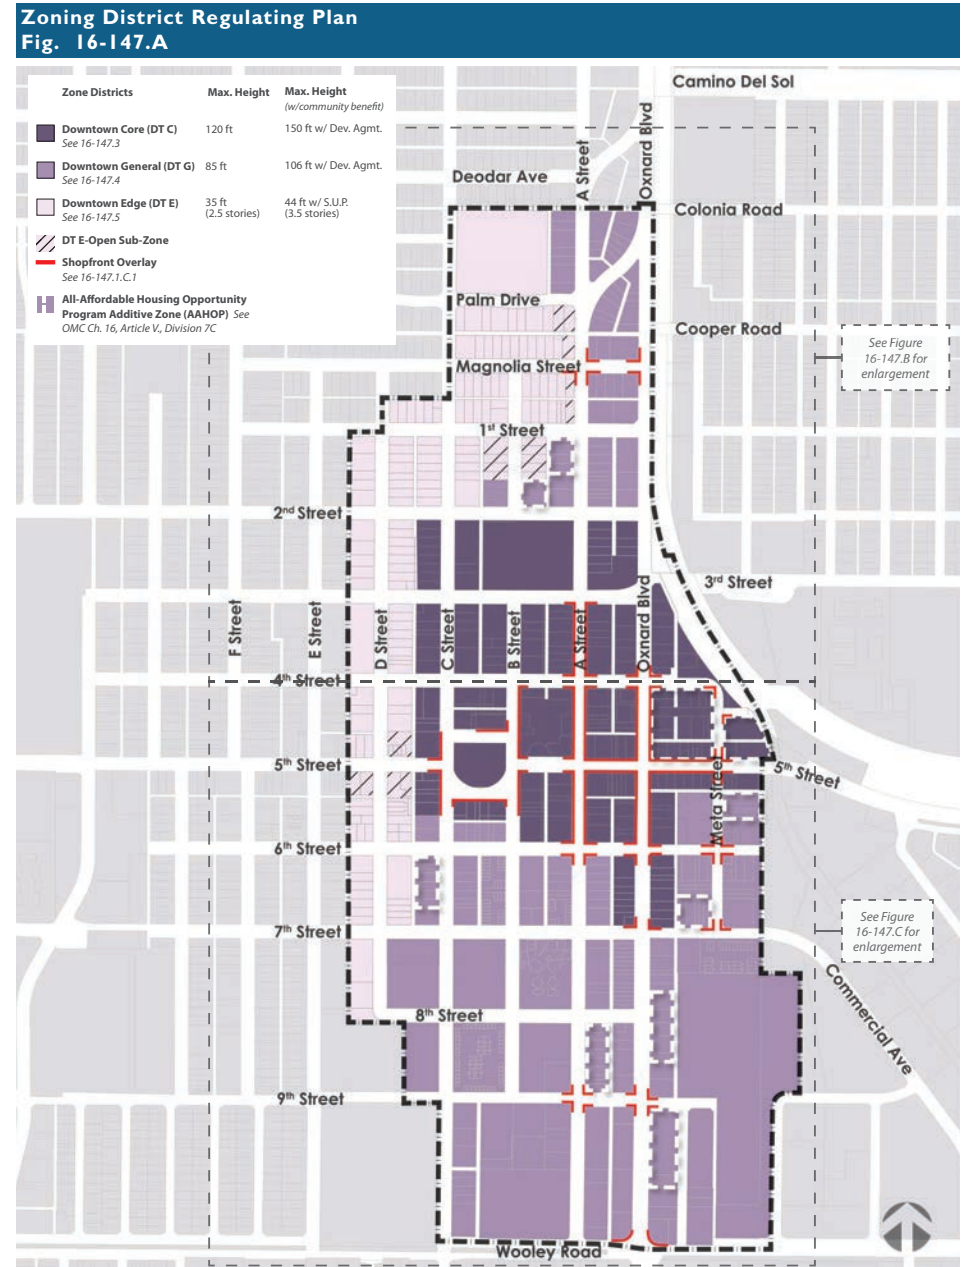 Zoning District Regulating Plan
Fig. 16-147.A
Zone Districts
Max. Height
Max. Height
(w/community benefit)
Downtown Core (DT C)
120 ft
150 ft w/ Dev. Agmt.
See 16-147.3
Downtown General (DT G)
85 ft
106 ft w/ Dev. Agmt.
See 16-147.4
Downtown Edge (DT E)
35 ft
44 ft w/ S.U.P.
See 16-147.5
(2.5 stories)
(3.5 stories)
DT E-Open Sub-Zone
Shopfront Overlay
See 16-147.1.C.1
All-Affordable Housing Opportunity
Program Additive Zone (AAHOP) See
OMC Ch. 16, Article V., Division 7C
Camino Del Sol
Oxnard Blvd
A Street
Deodar Ave
Colonia Road
Palm Drive
Cooper Road
See Figure
16-147.B for
enlargement
Magnolia Street
1st Street
2nd Street
3rd Street
F Street
E Street
D Street
C Street
B Street
A Street
Oxnard Blvd
4th Street
5th Street
5th Street
Meta Street
6th Street
See Figure
16-147.C for
enlargement
7th Street
Commercial Ave
8th Street
9th Street
Wooley Road